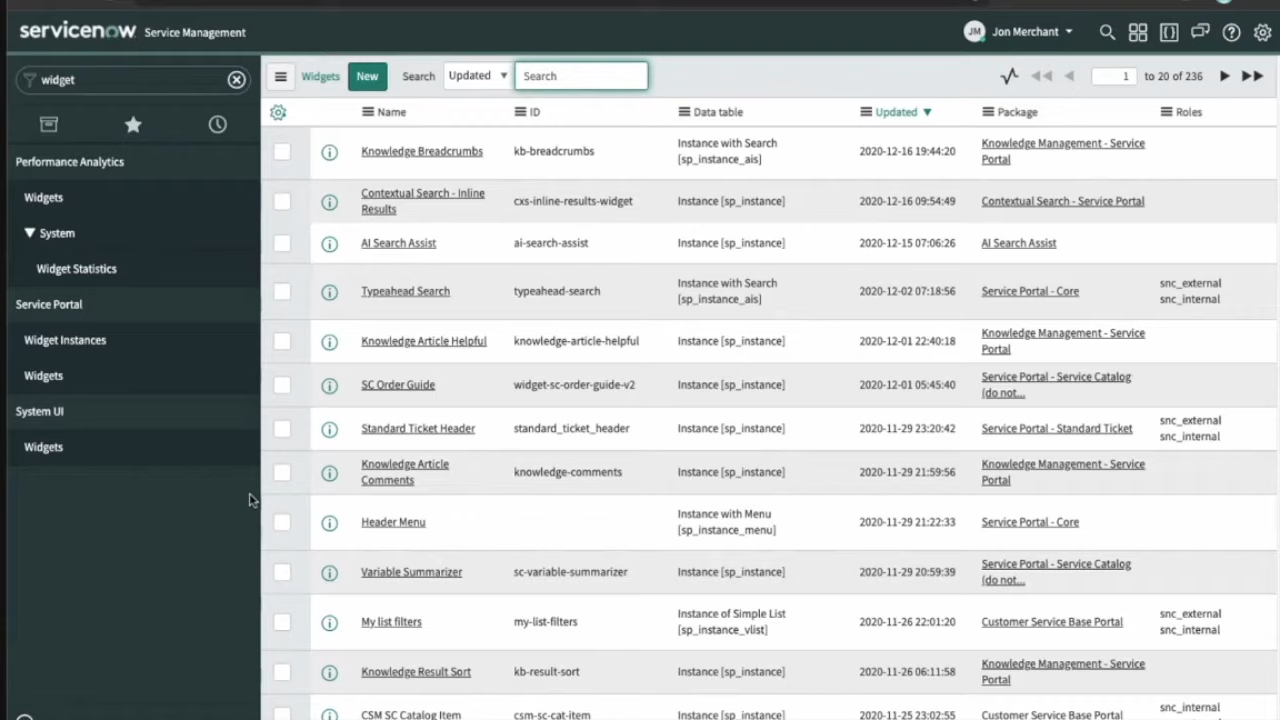 servicenow Service Management
JM Jon Merchant
widget
Performance Analytics
Widgets
System
Widget Statistics
Service Portal
Widget Instances
Widgets
System UI
Widgets
Widgets New Search Updated Search 1 to 20 of 236
Name ID Data table Updated Package Roles
Knowledge Breadcrumbs kb-breadcrumbs Instance with Search 2020-12-16 19:44:20 Knowledge Management - Service
[sp_instance_ais] Portal
Contextual Search - Inline cxs-inline-results-widget Instance [sp_instance] 2020-12-16 09:54:49 Contextual Search - Service Portal
Results
AI Search Assist ai-search-assist Instance [sp_instance] 2020-12-15 07:06:26 AI Search Assist
Typeahead Search typeahead-search Instance with Search 2020-12-02 07:18:56 Service Portal - Core snc_external
[sp_instance_ais] snc_internal
Knowledge Article Helpful knowledge-article-helpful Instance [sp_instance] 2020-12-01 22:40:18 Knowledge Management - Service
Portal
SC Order Guide widget-sc-order-guide-v2 Instance [sp_instance] 2020-12-01 05:45:40 Service Portal - Service Catalog
(do not...
Standard Ticket Header standard_ticket_header Instance [sp_instance] 2020-11-29 23:20:42 Service Portal - Standard Ticket snc_external
snc_internal
Knowledge Article knowledge-comments Instance [sp_instance] 2020-11-29 21:59:56 Knowledge Management - Service
Comments Portal
Header Menu Instance with Menu 2020-11-29 21:22:33 Service Portal - Core
[sp_instance_menu]
Variable Summarizer sc-variable-summarizer Instance [sp_instance] 2020-11-29 20:59:39 Service Portal - Service Catalog
(do not...
My list filters my-list-filters Instance of Simple List 2020-11-26 22:01:20 Customer Service Base Portal snc_external
[sp_instance_vlist] snc_internal
Knowledge Result Sort kb-result-sort Instance [sp_instance] 2020-11-26 06:11:58 Knowledge Management - Service
Portal
CSM SC Catalog Item csm-sc-cat-item Instance [sp_instance] 2020-11-25 23:02:55 Customer Service Base Portal snc_internal